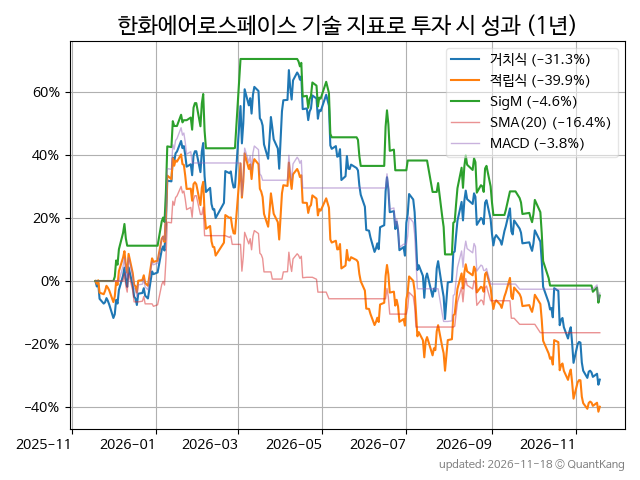 한화에어로스페이스 기술 지표로 투자 시 성과 (1년)
거치식 (−31.3%)
적립식 (−39.9%)
SigM (−4.6%)
SMA(20) (−16.4%)
MACD (−3.8%)
60%
40%
20%
0%
−20%
−40%
2025-11
2026-01
2026-03
2026-05
2026-07
2026-09
2026-11
updated: 2026-11-18 © QuantKang